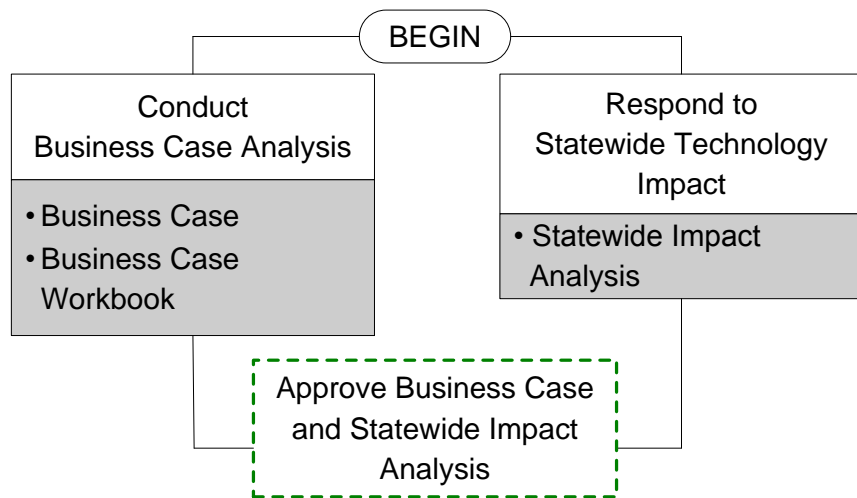 BEGIN
Conduct
Business Case Analysis
• Business Case
• Business Case
Workbook
Respond to
Statewide Technology
Impact
• Statewide Impact
Analysis
Approve Business Case
and Statewide Impact
Analysis